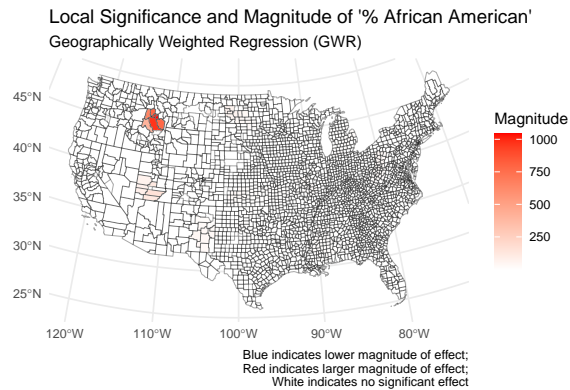 Local Significance and Magnitude of '% African American'
Geographically Weighted Regression (GWR)
45°N
40°N
35°N
30°N
25°N
120°W
110°W
100°W
90°W
80°W
Magnitude
1000
750
500
250
Blue indicates lower magnitude of effect;
Red indicates larger magnitude of effect;
White indicates no significant effect